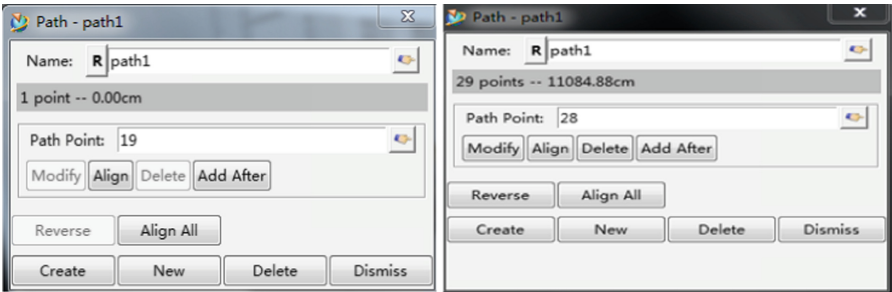 Path - path1
Name: R path1
1 point -- 0.00cm
Path Point: 19
Modify Align Delete Add After
Reverse Align All
Create New Delete Dismiss
Path - path1
Name: R path1
29 points -- 11084.88cm
Path Point: 28
Modify Align Delete Add After
Reverse Align All
Create New Delete Dismiss